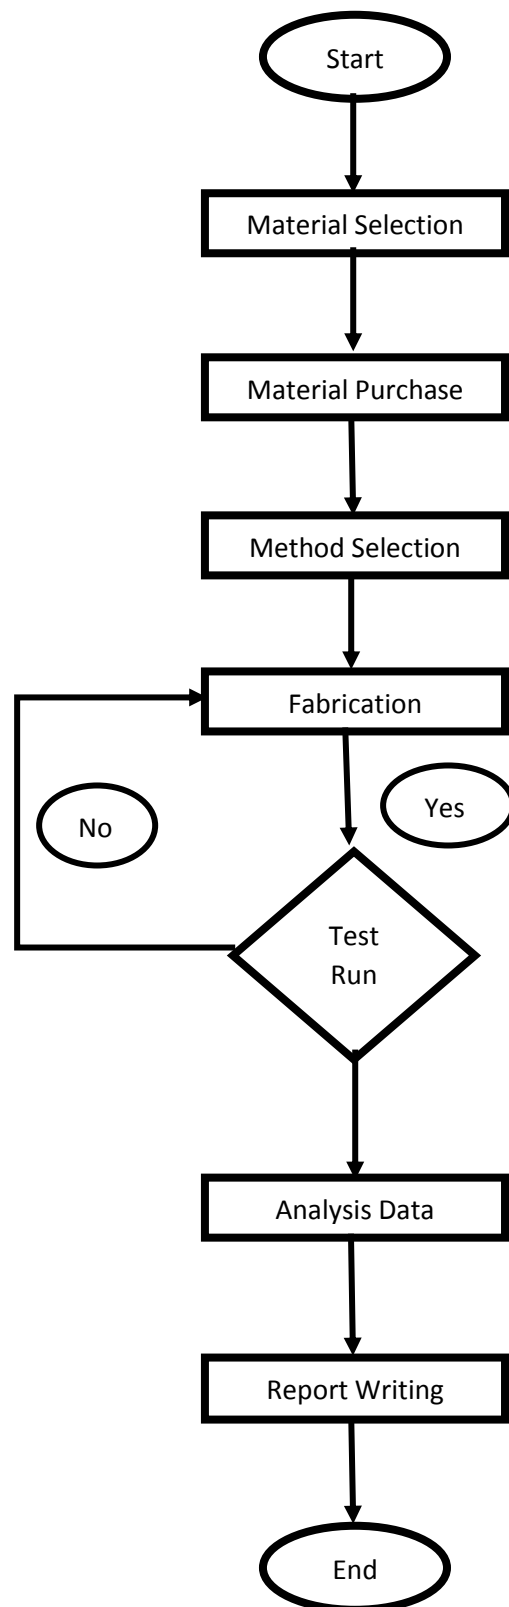 Start
Material Selection
Material Purchase
Method Selection
Fabrication
Yes
No
Test
Run
Analysis Data
Report Writing
End